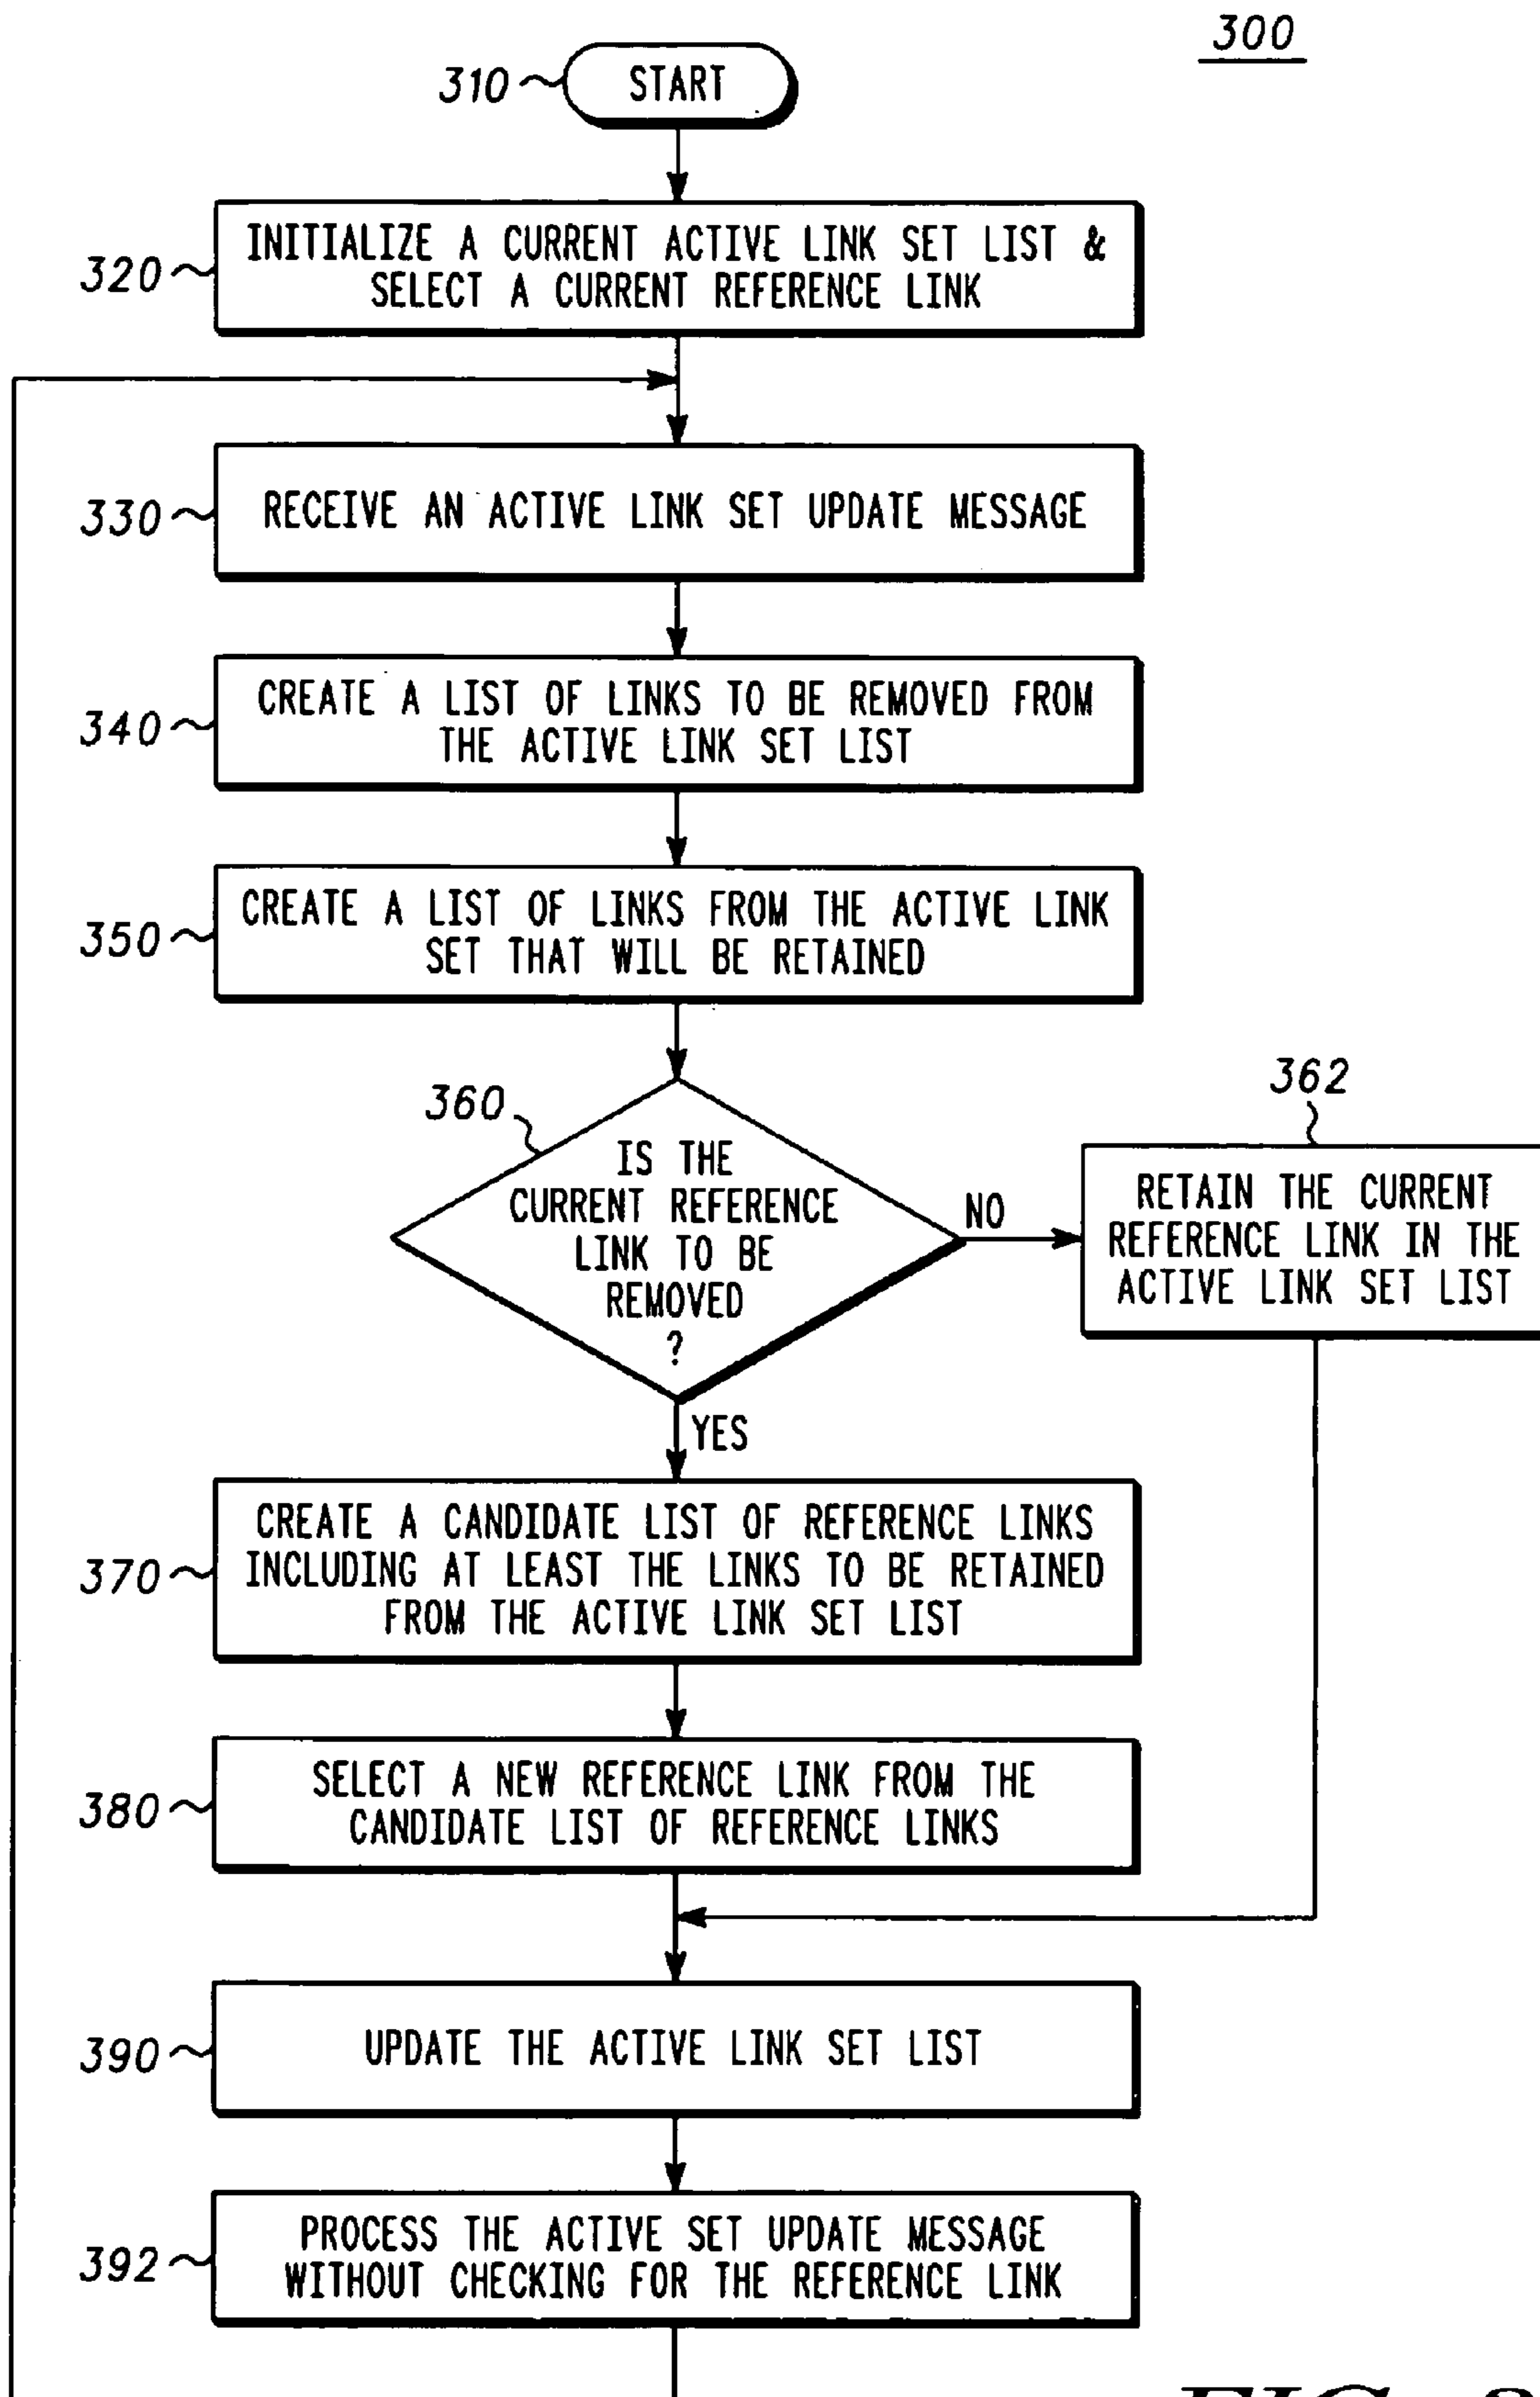 300
310
START
320
INITIALIZE A CURRENT ACTIVE LINK SET LIST &
SELECT A CURRENT REFERENCE LINK
330
RECEIVE AN ACTIVE LINK SET UPDATE MESSAGE
340
CREATE A LIST OF LINKS TO BE REMOVED FROM
THE ACTIVE LINK SET LIST
350
CREATE A LIST OF LINKS FROM THE ACTIVE LINK
SET THAT WILL BE RETAINED
360
IS THE
CURRENT REFERENCE
LINK TO BE
REMOVED
?
NO
362
RETAIN THE CURRENT
REFERENCE LINK IN THE
ACTIVE LINK SET LIST
YES
370
CREATE A CANDIDATE LIST OF REFERENCE LINKS
INCLUDING AT LEAST THE LINKS TO BE RETAINED
FROM THE ACTIVE LINK SET LIST
380
SELECT A NEW REFERENCE LINK FROM THE
CANDIDATE LIST OF REFERENCE LINKS
390
UPDATE THE ACTIVE LINK SET LIST
392
PROCESS THE ACTIVE SET UPDATE MESSAGE
WITHOUT CHECKING FOR THE REFERENCE LINK